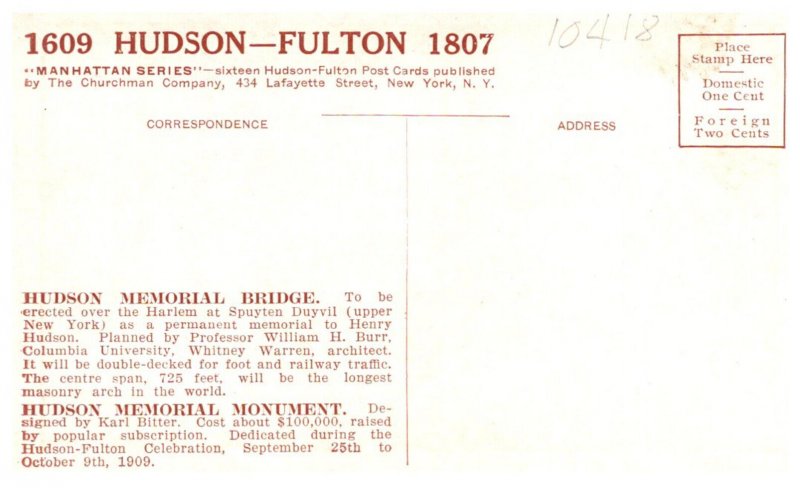 1609 HUDSON—FULTON 1807
"MANHATTAN SERIES"—sixteen Hudson-Fulton Post Cards published
by The Churchman Company, 434 Lafayette Street, New York, N. Y.
10418
Place
Stamp Here
Domestic
One Cent
Foreign
Two Cents
CORRESPONDENCE
ADDRESS
HUDSON MEMORIAL BRIDGE. To be
erected over the Harlem at Spuyten Duyvil (upper
New York) as a permanent memorial to Henry
Hudson. Planned by Professor William H. Burr,
Columbia University, Whitney Warren, architect.
It will be double-decked for foot and railway traffic.
The centre span, 725 feet, will be the longest
masonry arch in the world.
HUDSON MEMORIAL MONUMENT. De-
signed by Karl Bitter. Cost about $100,000, raised
by popular subscription. Dedicated during the
Hudson-Fulton Celebration, September 25th to
October 9th, 1909.